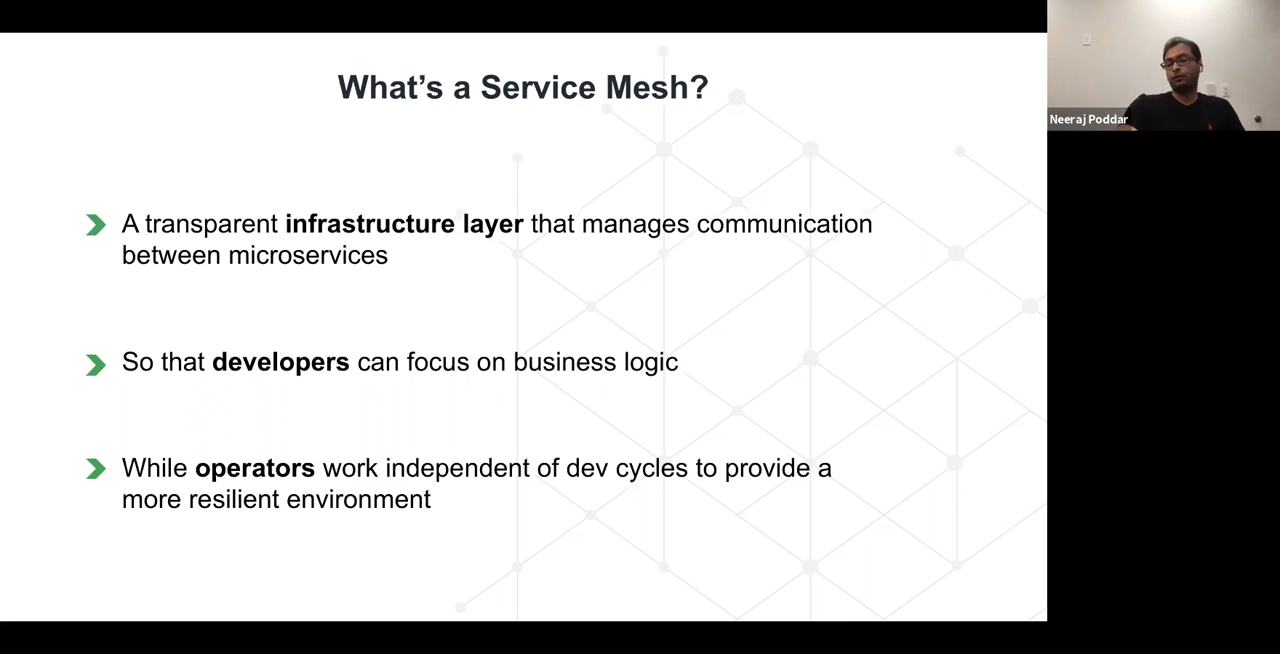 What’s a Service Mesh?
A transparent infrastructure layer that manages communication
between microservices
So that developers can focus on business logic
While operators work independent of dev cycles to provide a
more resilient environment
Neeraj Poddar